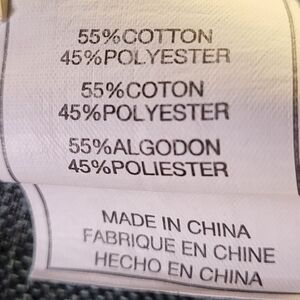 55%COTTON
45%POLYESTER
55%COTON
45%POLYESTER
55%ALGODON
45%POLIESTER
MADE IN CHINA
FABRIQUE EN CHINE
HECHO EN CHINA